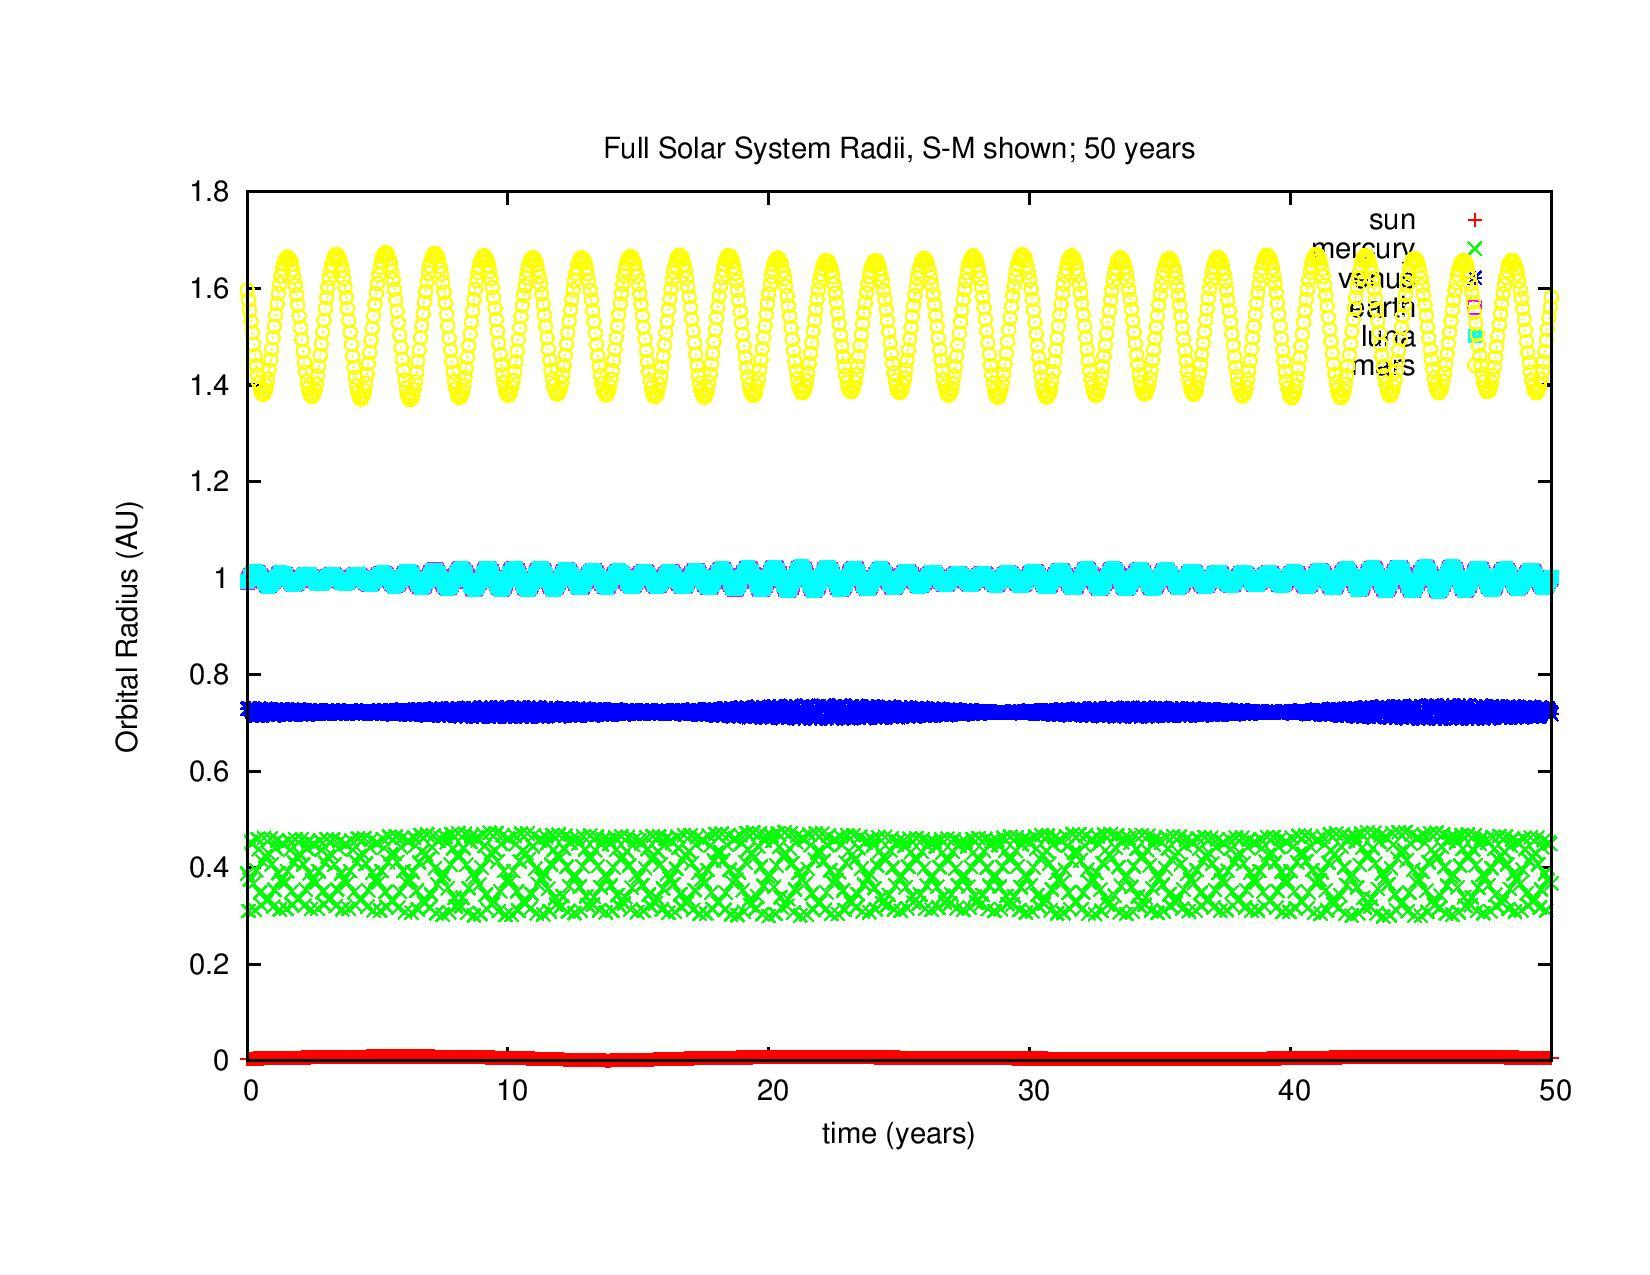 Full Solar System Radii, S-M shown; 50 years
1.8
1.6
1.4
1.2
1
0.8
0.6
0.4
0.2
0
Orbital Radius (AU)
sun
mercury
venus
earth
luna
mars
0 10 20 30 40 50
time (years)